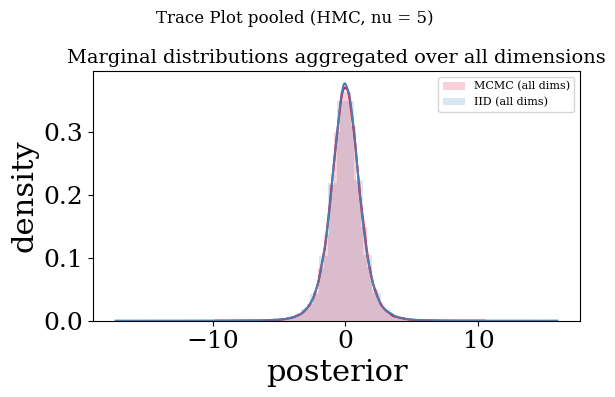 Trace Plot pooled (HMC, nu = 5)
Marginal distributions aggregated over all dimensions
MCMC (all dims)
IID (all dims)
density
0.3
0.2
0.1
0.0
−10
0
10
posterior